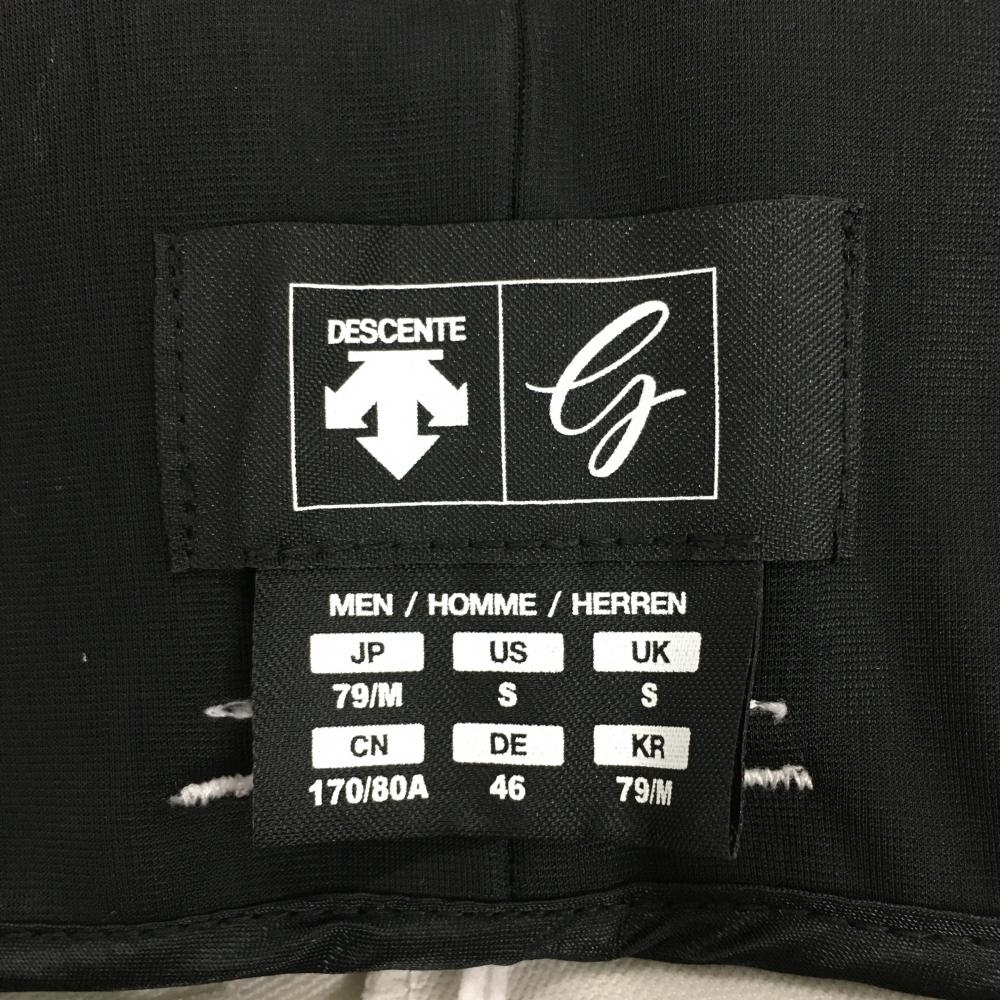 DESCENTE
G
MEN / HOMME / HERREN
JP US UK
79/M S S
CN DE KR
170/80A 46 79/M